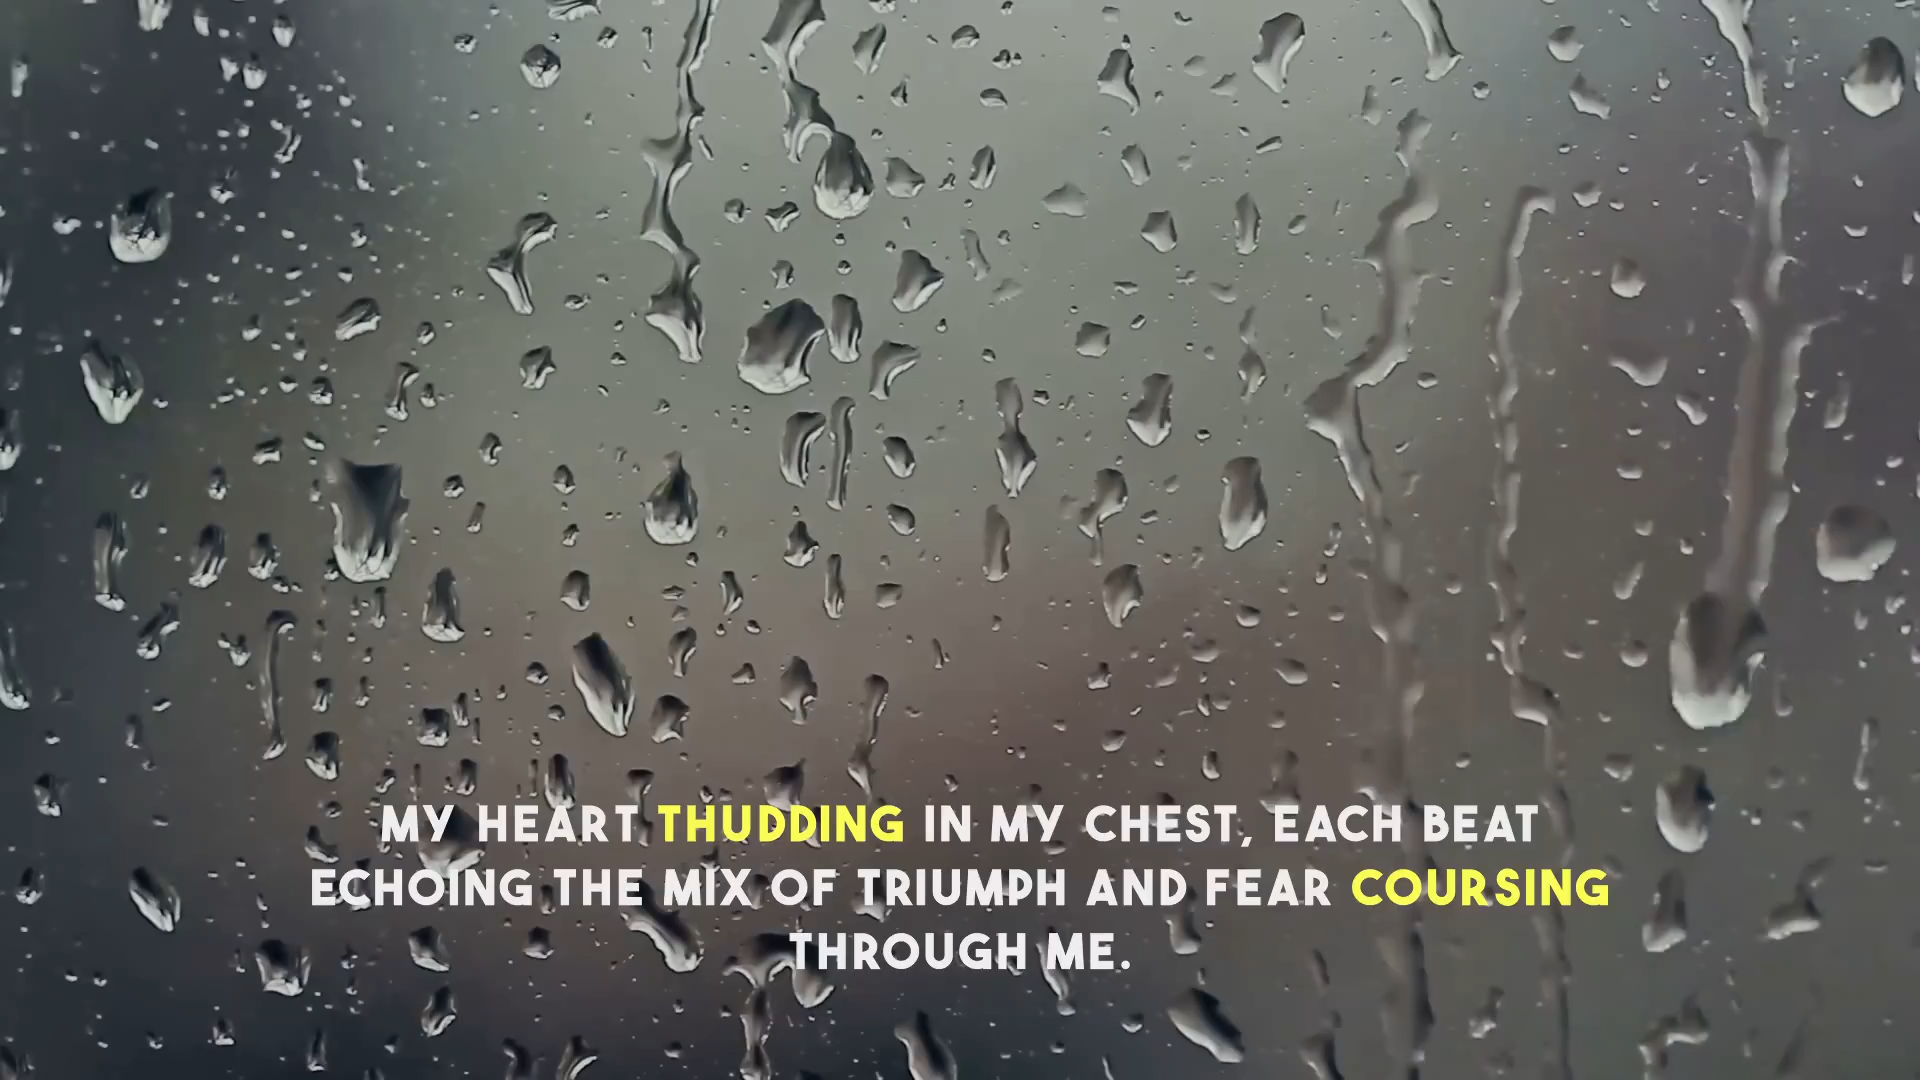 MY HEART THUDDING IN MY CHEST, EACH BEAT
ECHOING THE MIX OF TRIUMPH AND FEAR COURSING
THROUGH ME.